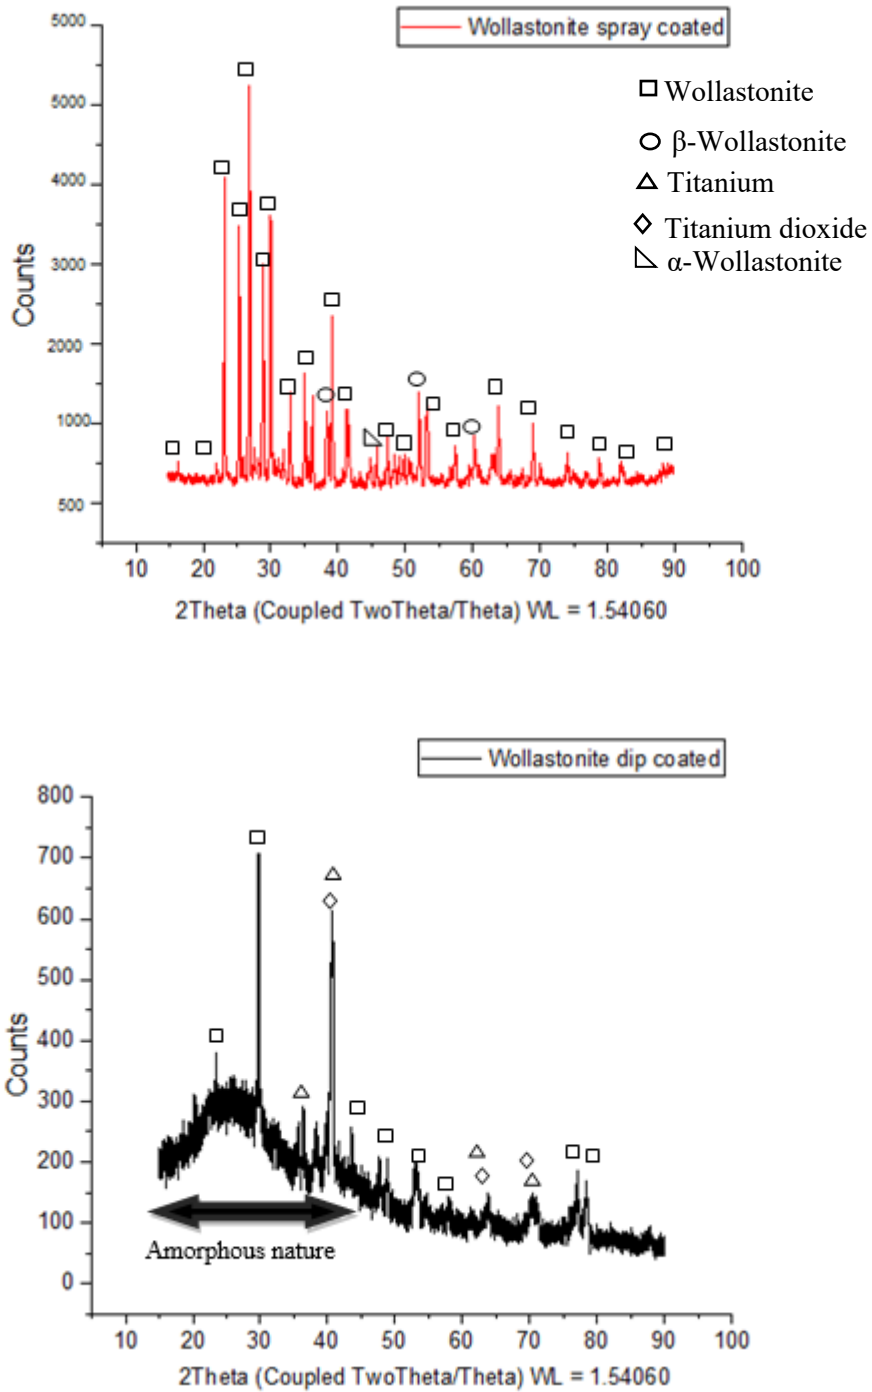 Wollastonite spray coated
Wollastonite
β-Wollastonite
Titanium
Titanium dioxide
α-Wollastonite
5000
5000
4000
3000
2000
1000
500
Counts
10 20 30 40 50 60 70 80 90 100
2Theta (Coupled TwoTheta/Theta) WL = 1.54060
Wollastonite dip coated
800
700
600
500
400
300
200
100
0
Counts
Amorphous nature
10 20 30 40 50 60 70 80 90 100
2Theta (Coupled TwoTheta/Theta) WL = 1.54060